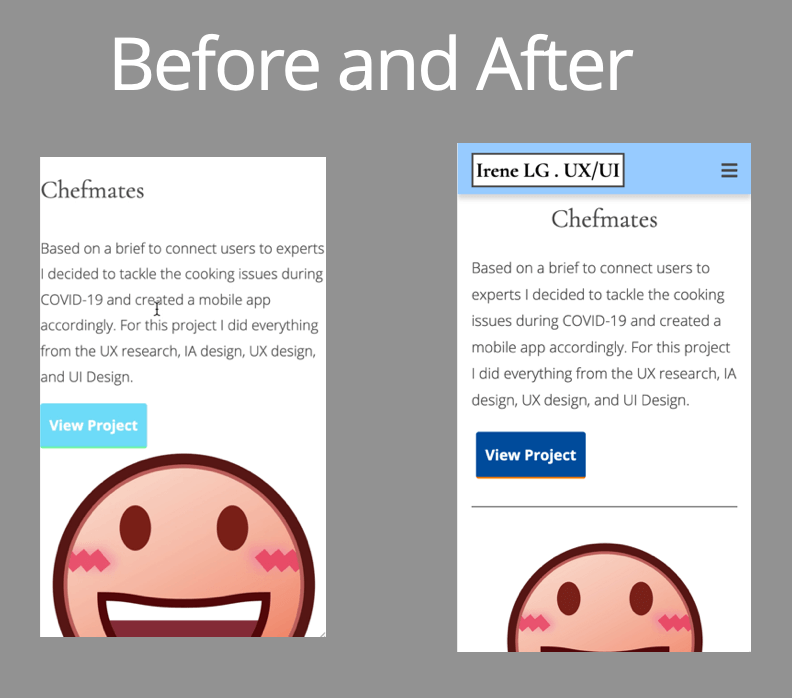 Before and After
Chefmates
Based on a brief to connect users to experts
I decided to tackle the cooking issues during
COVID-19 and created a mobile app
accordingly. For this project I did everything
from the UX research, IA design, UX design,
and UI Design.
View Project
Irene LG . UX/UI
Chefmates
Based on a brief to connect users to
experts I decided to tackle the cooking
issues during COVID-19 and created a
mobile app accordingly. For this project
I did everything from the UX research, IA
design, UX design, and UI Design.
View Project